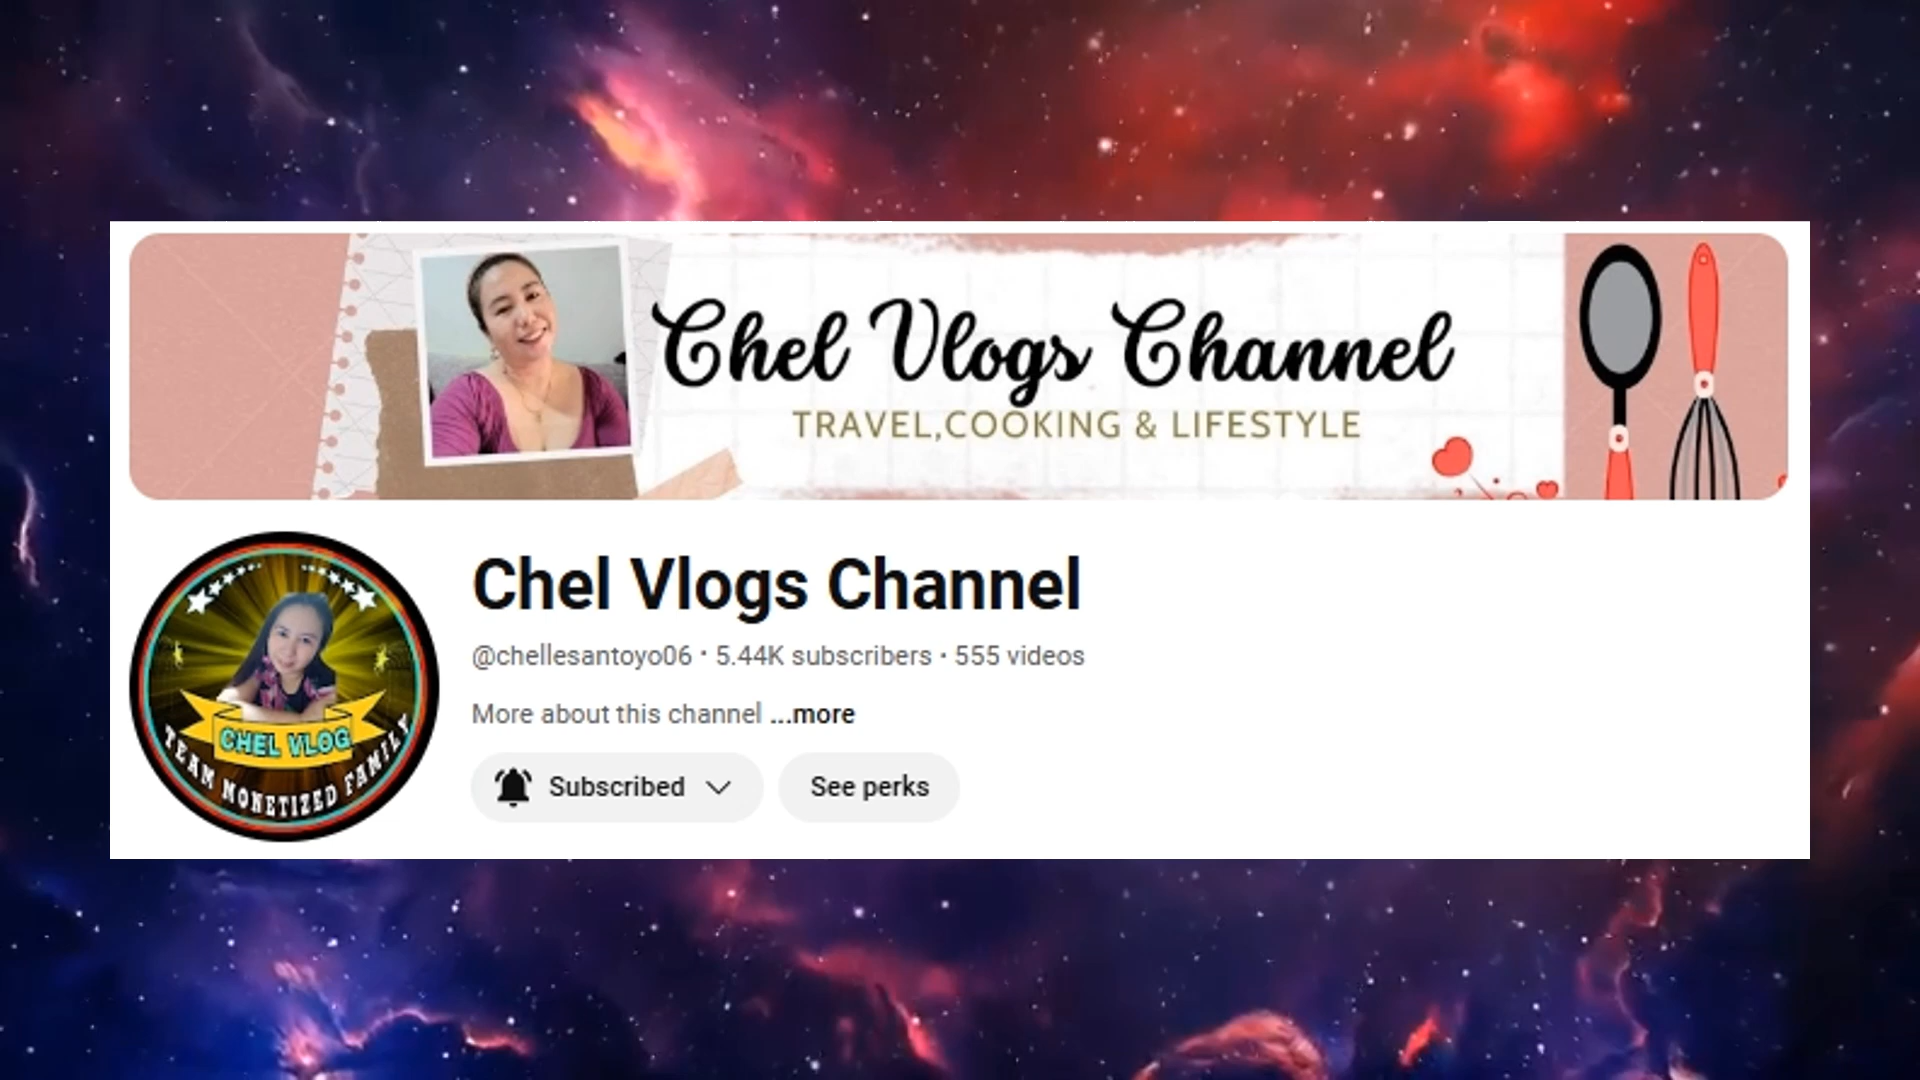 Chel Vlogs Channel
TRAVEL,COOKING & LIFESTYLE
CHEL VLOG
TEAM MONETIZED FAMILY
Chel Vlogs Channel
@chellesantoyo06 • 5.44K subscribers • 555 videos
More about this channel ...more
Subscribed
See perks